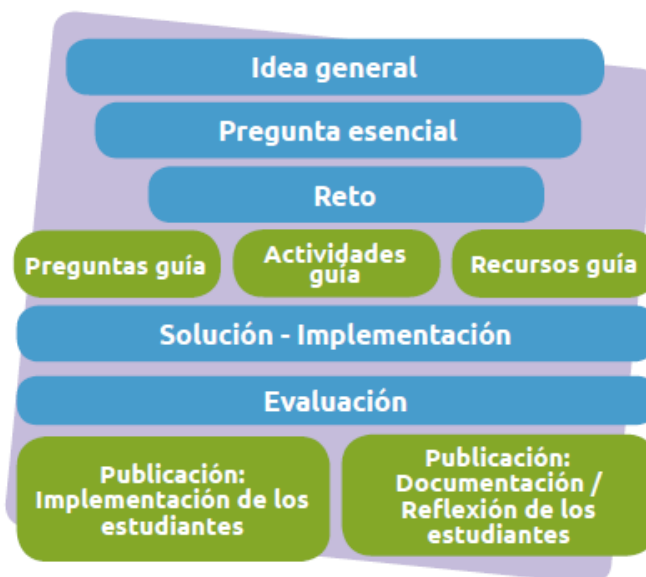 Idea general
Pregunta esencial
Reto
Preguntas guía
Actividades
guía
Recursos guía
Solución - Implementación
Evaluación
Publicación:
Implementación de los
estudiantes
Publicación:
Documentación /
Reflexión de los
estudiantes